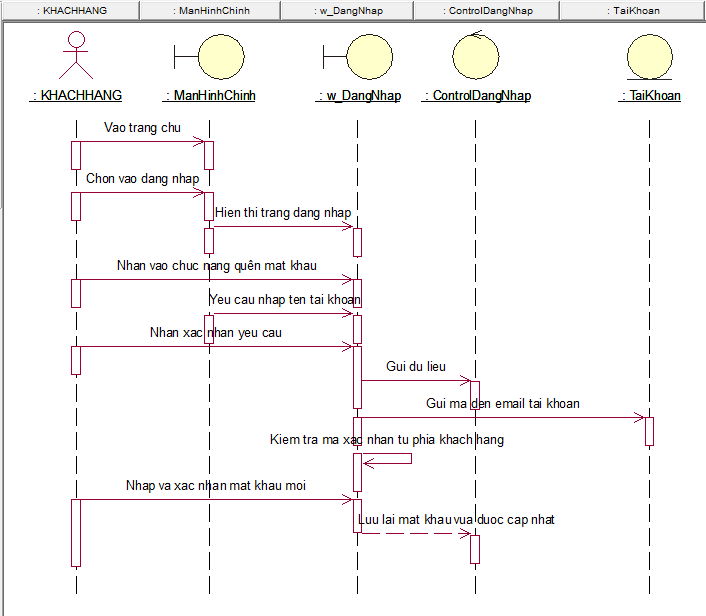 : KHACHHANG
: ManHinhChinh
: w_DangNhap
: ControlDangNhap
: TaiKhoan
: KHACHHANG
: ManHinhChinh
: w_DangNhap
: ControlDangNhap
: TaiKhoan
Vao trang chu
Chon vao dang nhap
Hien thi trang dang nhap
Nhan vao chuc nang quên mat khau
Yeu cau nhap ten tai khoan
Nhan xac nhan yeu cau
Gui du lieu
Gui ma den email tai khoan
Kiem tra ma xac nhan tu phia khach hang
Nhap va xac nhan mat khau moi
Luu lai mat khau vua duoc cap nhat